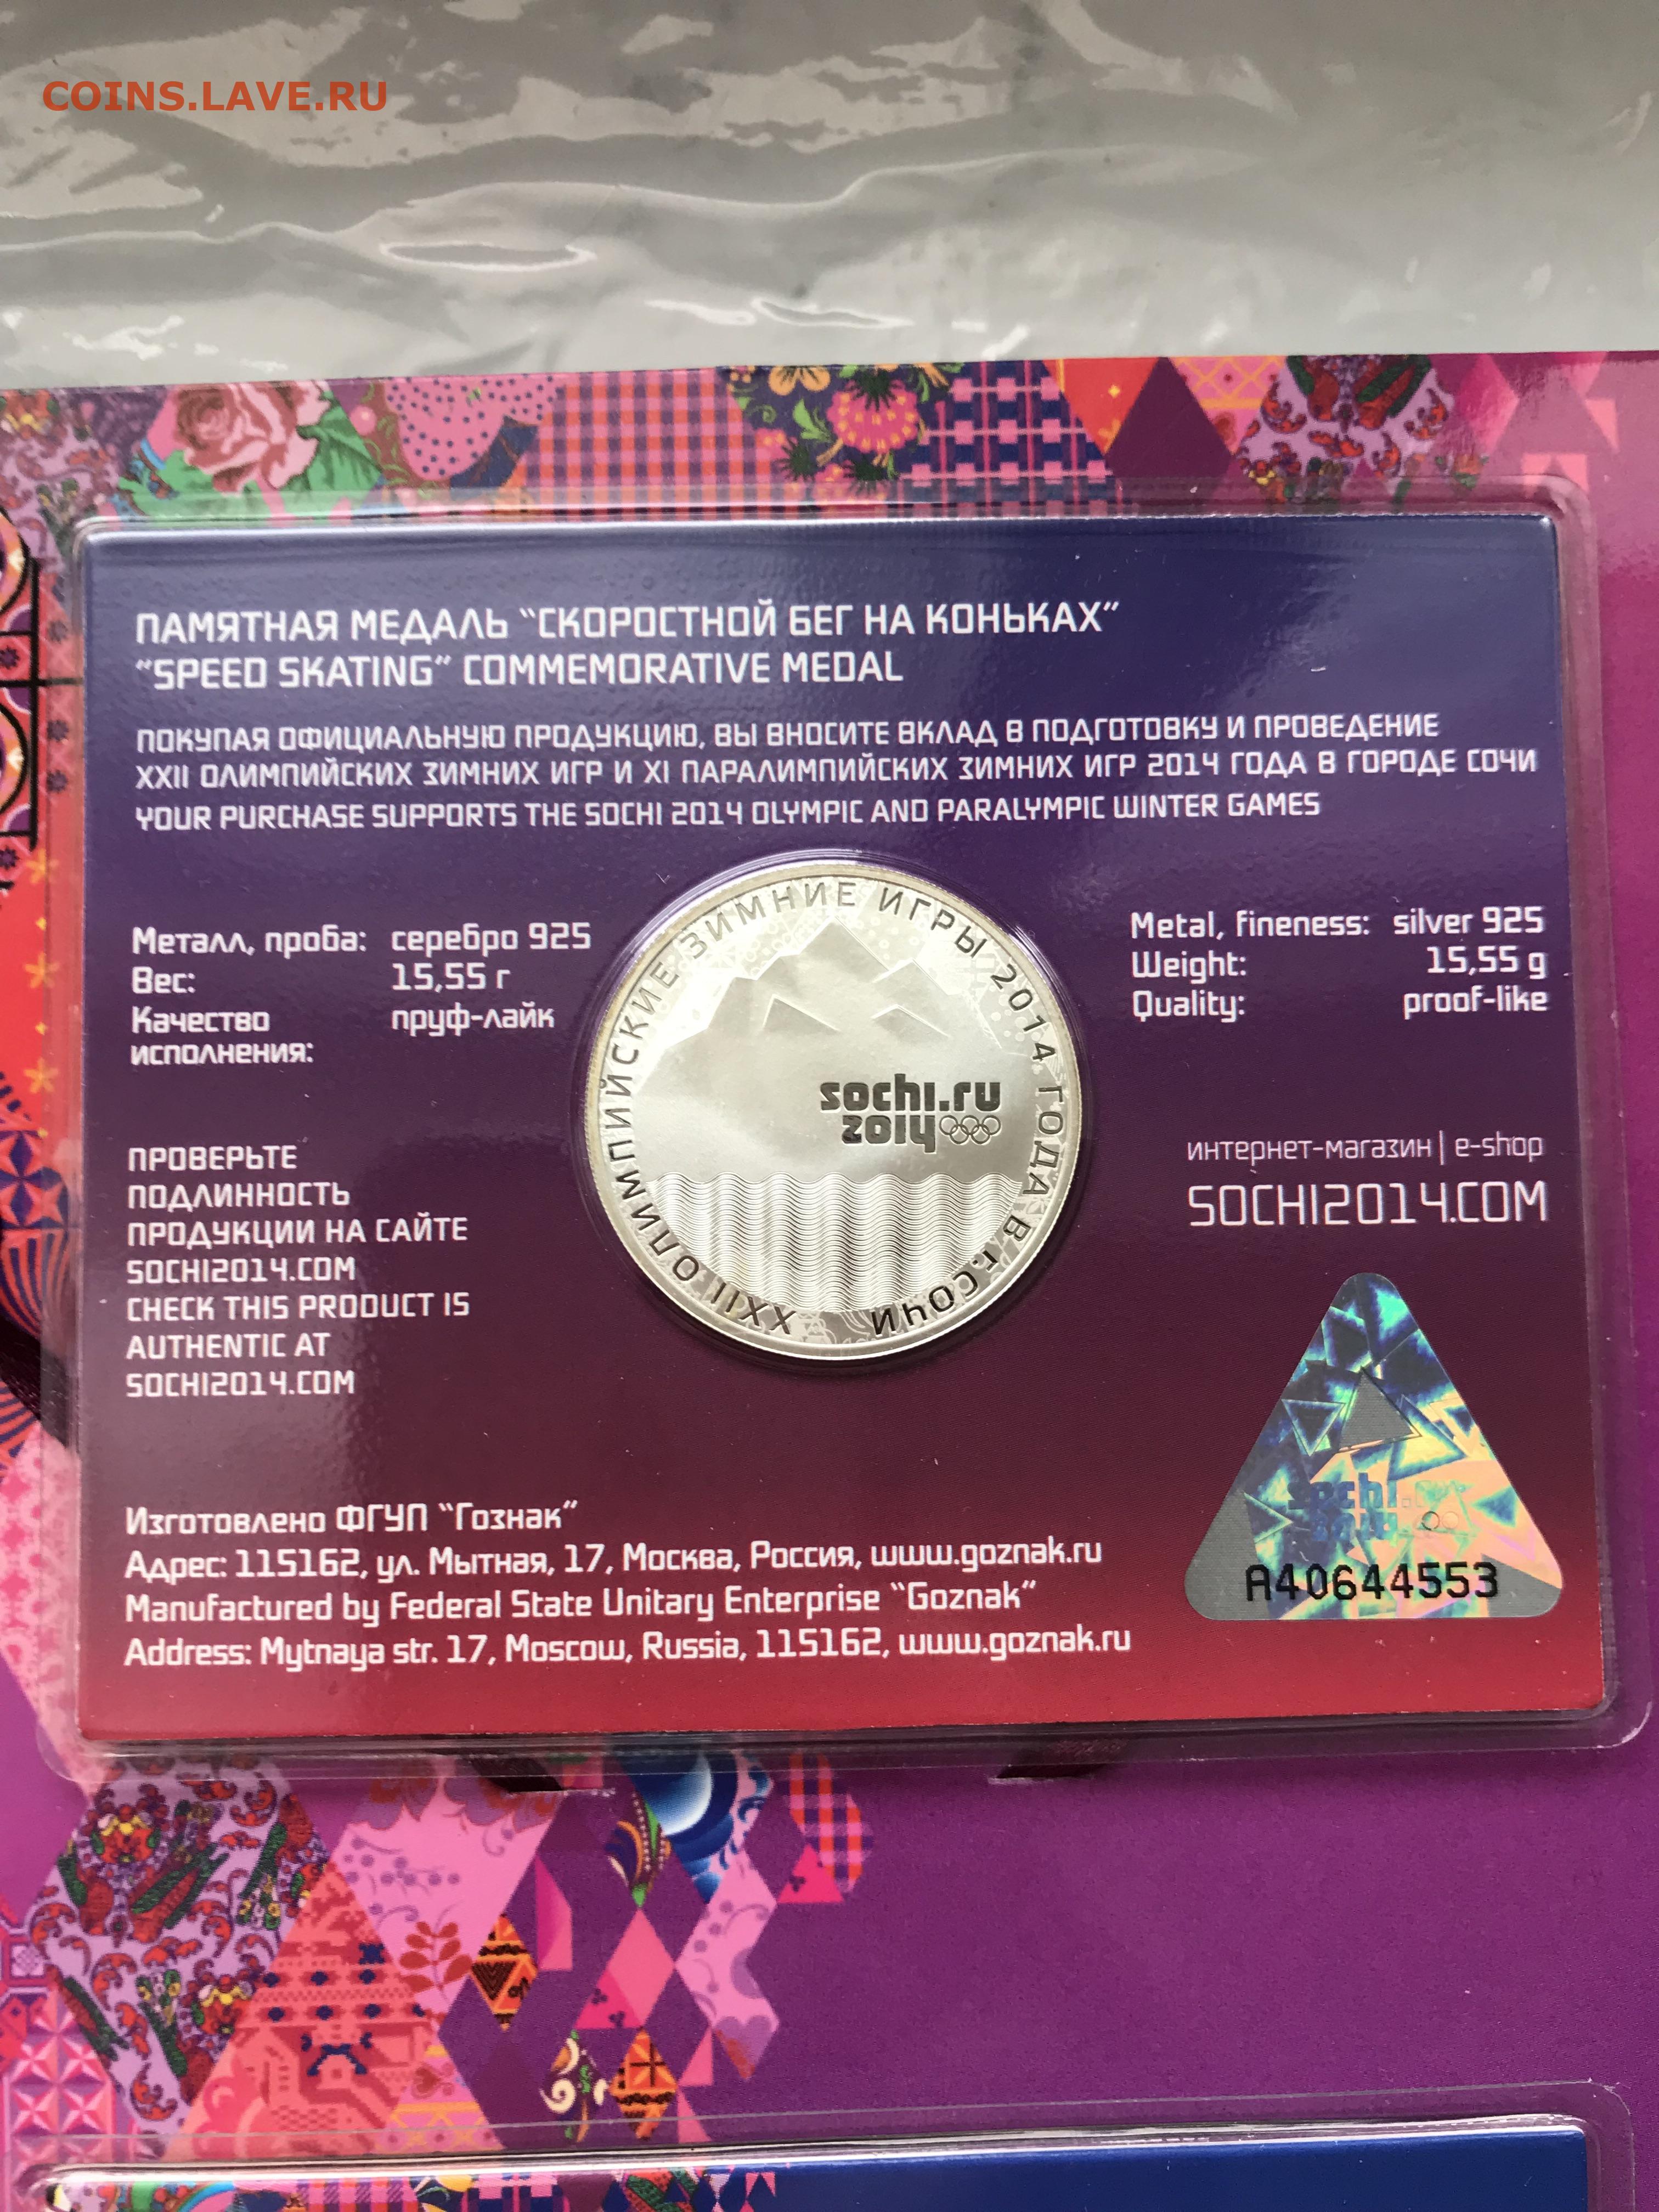 COINS.LAVE.RU
ПАМЯТНАЯ МЕДАЛЬ “СКОРОСТНОЙ БЕГ НА КОНЬКАХ”
“SPEED SKATING” COMMEMORATIVE MEDAL
ПОКУПАЯ ОФИЦИАЛЬНУЮ ПРОДУКЦИЮ, ВЫ ВНОСИТЕ ВКЛАД В ПОДГОТОВКУ И ПРОВЕДЕНИЕ
XXII ОЛИМПИЙСКИХ ЗИМНИХ ИГР И XI ПАРАЛИМПИЙСКИХ ЗИМНИХ ИГР 2014 ГОДА В ГОРОДЕ СОЧИ
YOUR PURCHASE SUPPORTS THE SOCHI 2014 OLYMPIC AND PARALYMPIC WINTER GAMES
Металл, проба: серебро 925
Вес: 15,55 г
Качество пруф-лайк
исполнения:
XXII ОЛИМПИЙСКИЕ ЗИМНИЕ ИГРЫ 2014 ГОДА В Г.СОЧИ
sochi.ru
2014
Metal, fineness: silver 925
Weight: 15,55 g
Quality: proof-like
ПРОВЕРЬТЕ
ПОДЛИННОСТЬ
ПРОДУКЦИИ НА САЙТЕ
SOCHI2014.COM
CHECK THIS PRODUCT IS
AUTHENTIC AT
SOCHI2014.COM
интернет-магазин | e-shop
SOCHI2014.COM
Изготовлено ФГУП “Гознак”
Адрес: 115162, ул. Мытная, 17, Москва, Россия, www.goznak.ru
Manufactured by Federal State Unitary Enterprise “Goznak”
Address: Mytnaya str. 17, Moscow, Russia, 115162, www.goznak.ru
sochi.ru
2014
A40644553